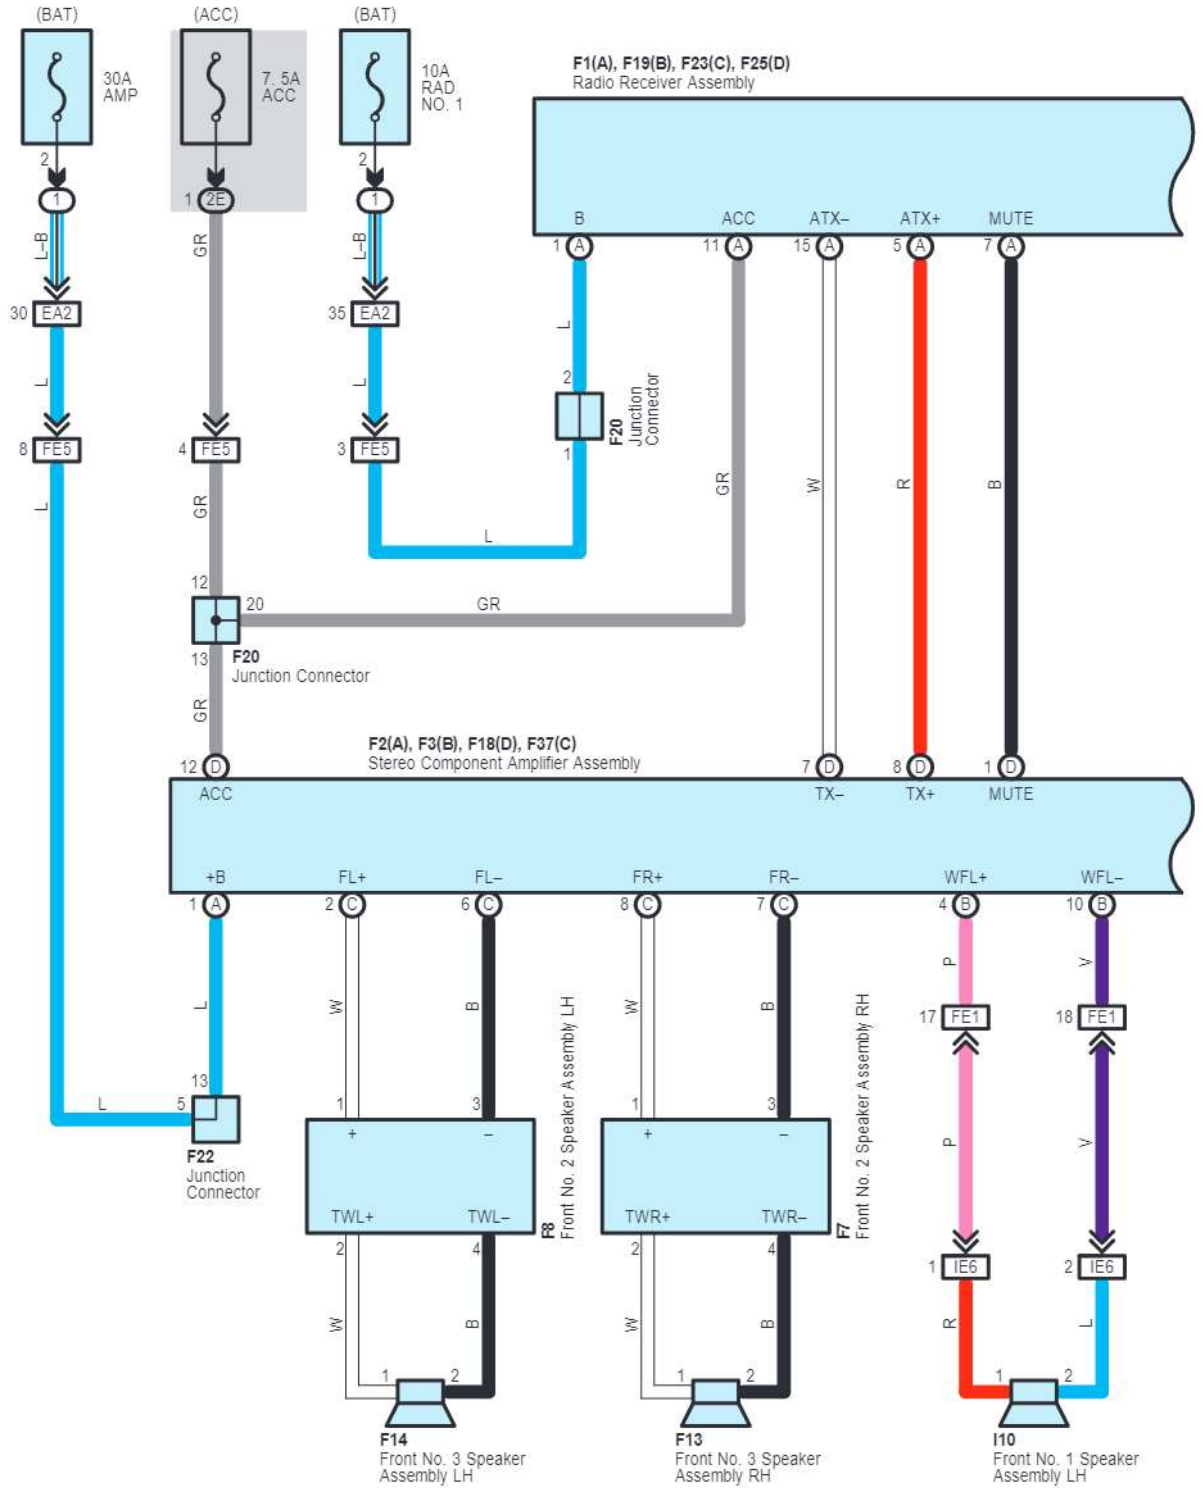 (BAT)
(ACC)
(BAT)
30A
AMP
7. 5A
ACC
10A
RAD
NO. 1
F1(A), F19(B), F23(C), F25(D)
Radio Receiver Assembly
2
2
1
1 2E
1
B
ACC
ATX–
ATX+
MUTE
1 A
11 A
15 A
5 A
7 A
L–B
GR
L–B
30 EA2
35 EA2
L
L
L
2
F20
Junction
Connector
1
8 FE5
4 FE5
3 FE5
L
GR
GR
W
R
B
L
12
20
GR
13
F20
Junction Connector
GR
F2(A), F3(B), F18(D), F37(C)
Stereo Component Amplifier Assembly
12 D
7 D
8 D
1 D
ACC
TX–
TX+
MUTE
+B
FL+
FL–
FR+
FR–
WFL+
WFL–
1 A
2 C
6 C
8 C
7 C
4 B
10 B
P
V
L
W
B
W
B
17 FE1
18 FE1
13
5
L
F22
Junction
Connector
1
3
1
3
+
–
+
–
F8
Front No. 2 Speaker Assembly LH
F7
Front No. 2 Speaker Assembly RH
P
V
TWL+
TWL–
TWR+
TWR–
2
4
2
4
1 IE6
2 IE6
W
B
W
B
R
L
1
2
1
2
1
2
F14
Front No. 3 Speaker
Assembly LH
F13
Front No. 3 Speaker
Assembly RH
I10
Front No. 1 Speaker
Assembly LH